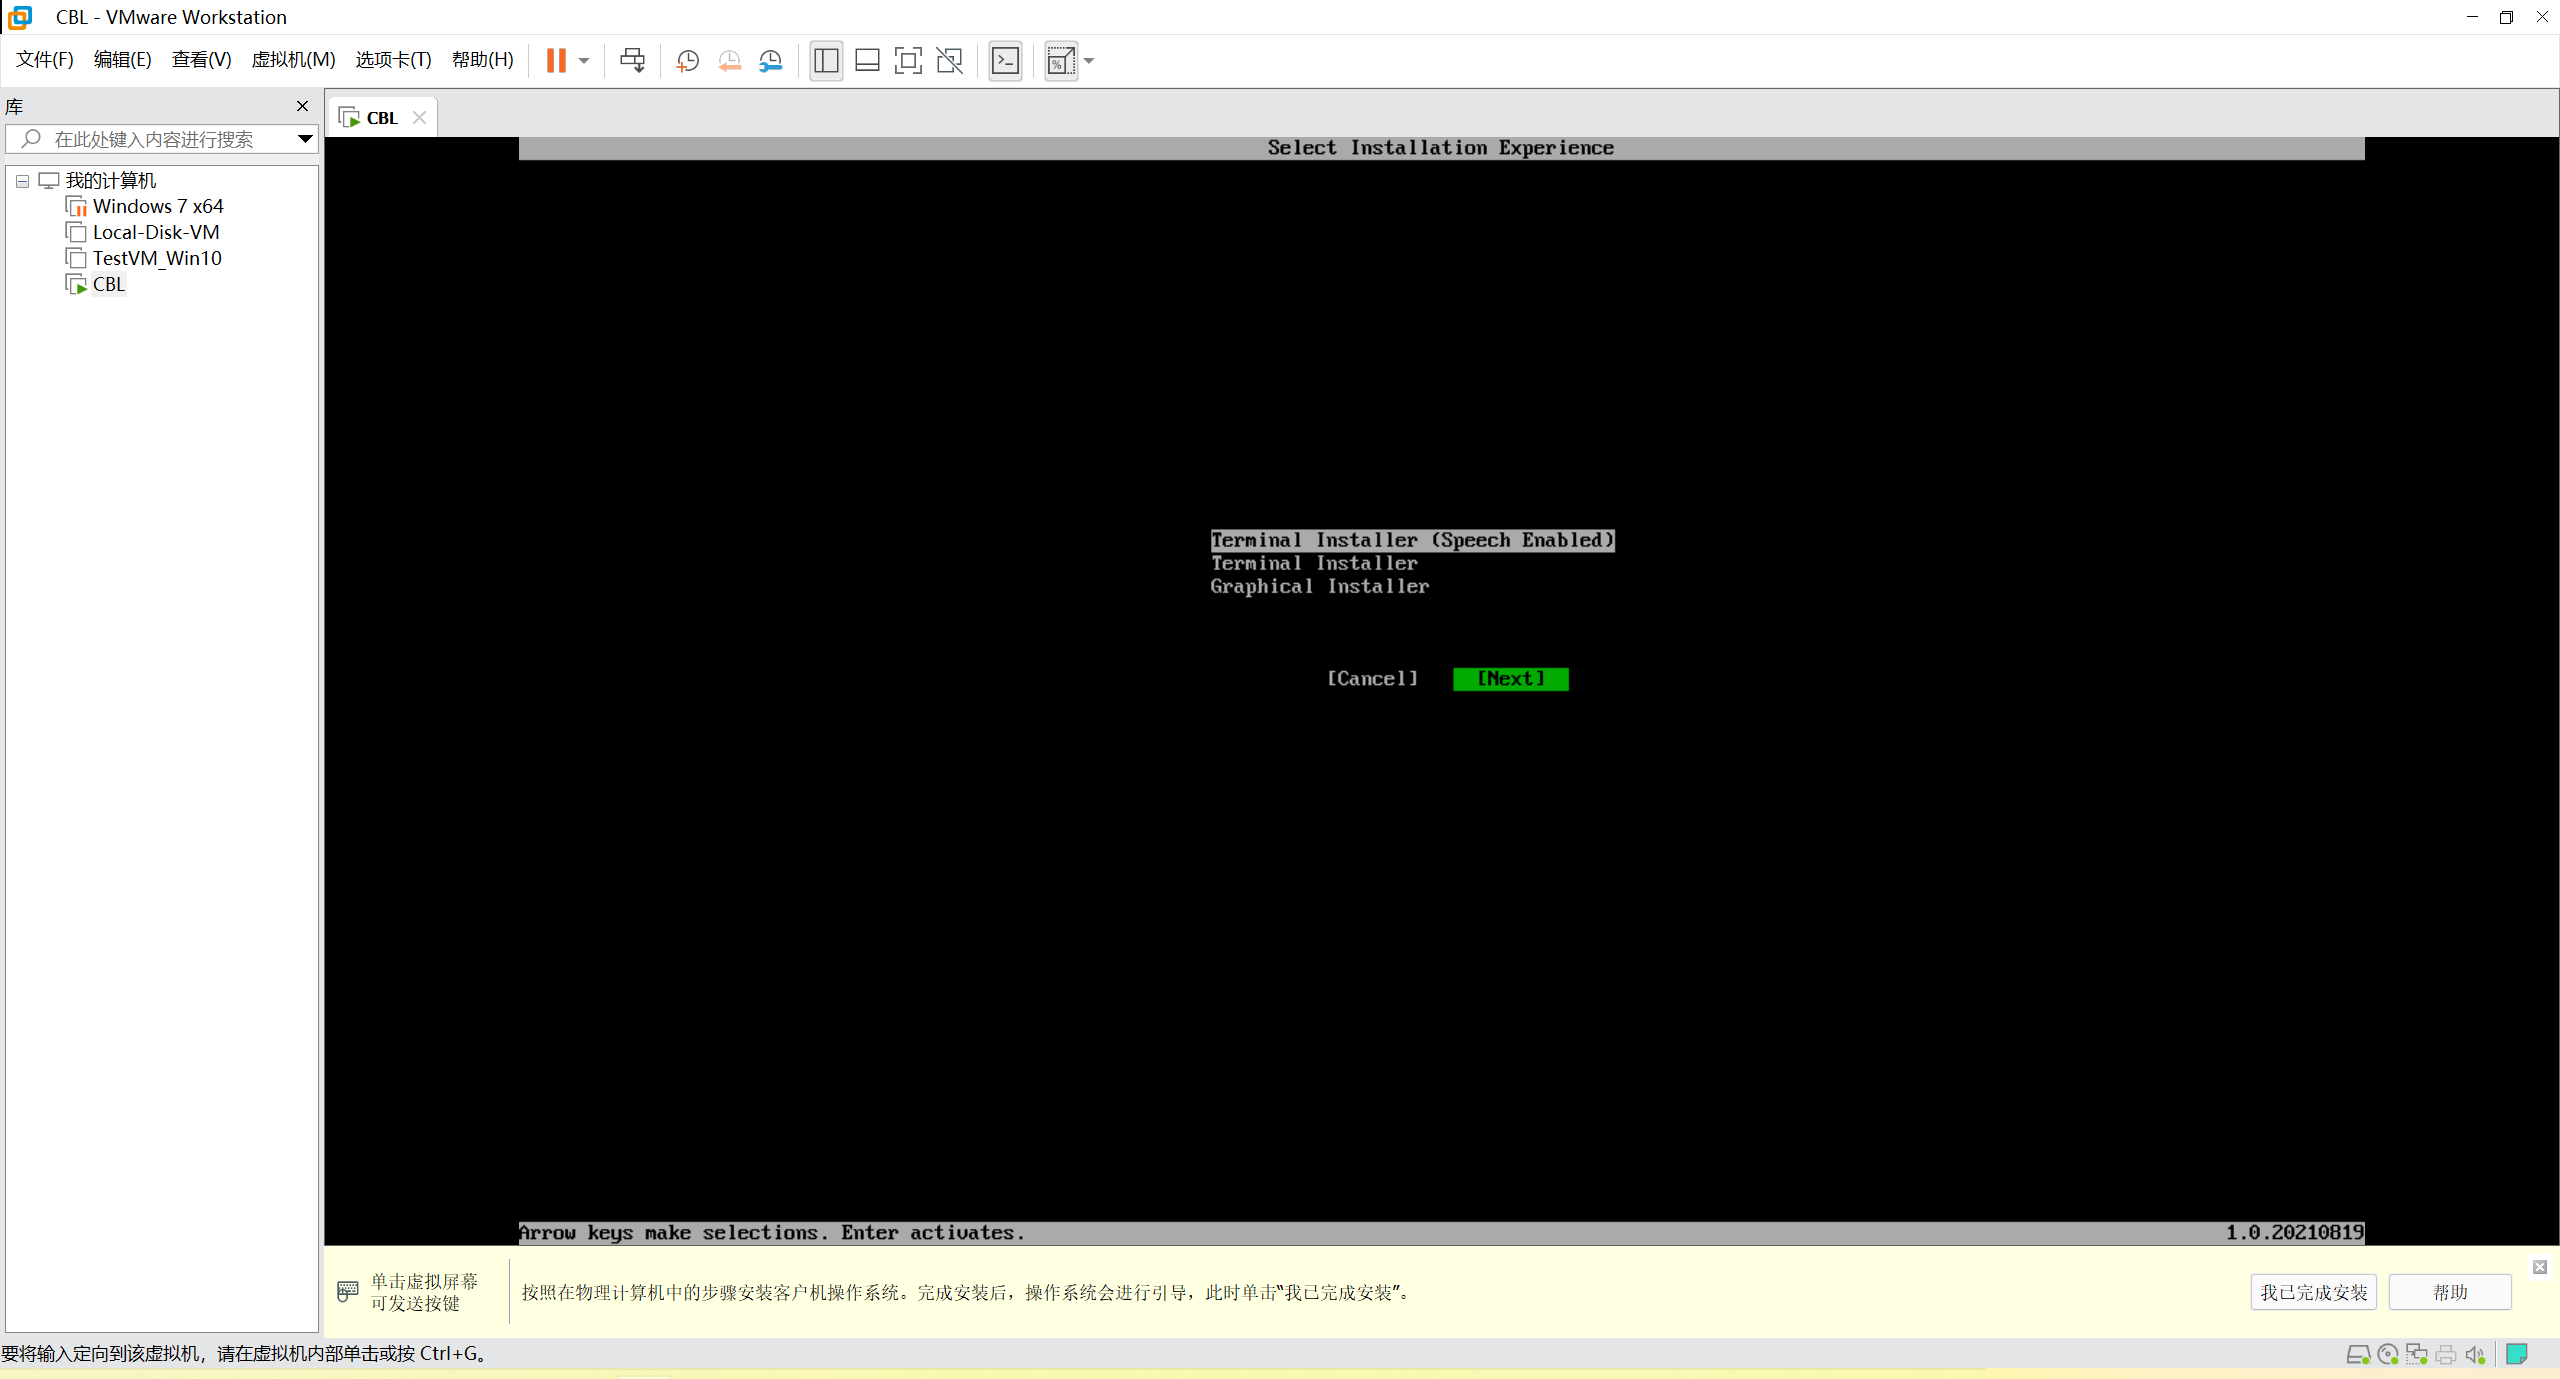 CBL - VMware Workstation
文件(F) 编辑(E) 查看(V) 虚拟机(M) 选项卡(T) 帮助(H)
库
在此处键入内容进行搜索
我的计算机
Windows 7 x64
Local-Disk-VM
TestVM_Win10
CBL
CBL
Select Installation Experience
Terminal Installer (Speech Enabled)
Terminal Installer
Graphical Installer
[Cancel] [Next]
Arrow keys make selections. Enter activates. 1.0.20210819
单击虚拟屏幕
可发送按键
按照在物理计算机中的步骤安装客户机操作系统。完成安装后，操作系统会进行引导，此时单击“我已完成安装”。
我已完成安装 帮助
要将输入定向到该虚拟机，请在虚拟机内部单击或按 Ctrl+G。